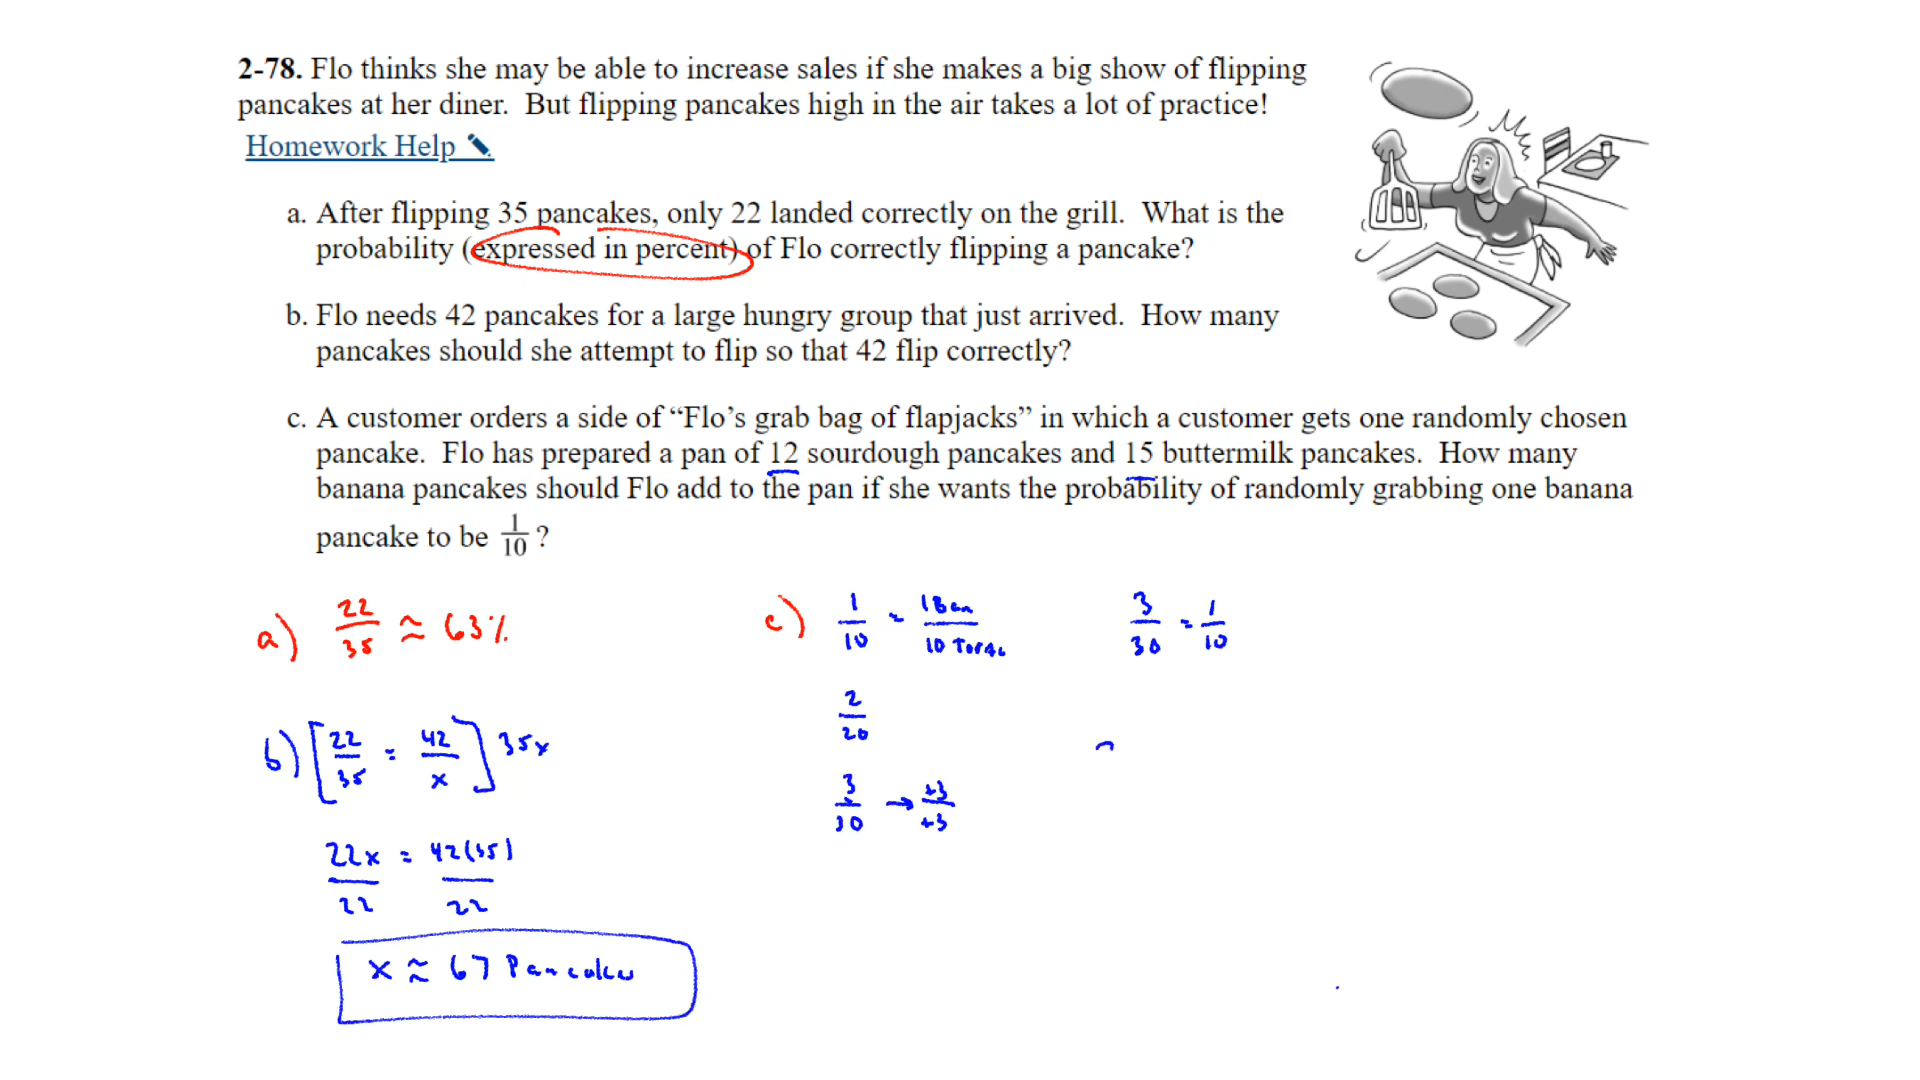 2-78. Flo thinks she may be able to increase sales if she makes a big show of flipping
pancakes at her diner.  But flipping pancakes high in the air takes a lot of practice!
Homework Help
a. After flipping 35 pancakes, only 22 landed correctly on the grill.  What is the
probability (expressed in percent) of Flo correctly flipping a pancake?
b. Flo needs 42 pancakes for a large hungry group that just arrived.  How many
pancakes should she attempt to flip so that 42 flip correctly?
c. A customer orders a side of “Flo’s grab bag of flapjacks” in which a customer gets one randomly chosen
pancake.  Flo has prepared a pan of 12 sourdough pancakes and 15 buttermilk pancakes.  How many
banana pancakes should Flo add to the pan if she wants the probability of randomly grabbing one banana
pancake to be 1/10 ?
a) 22/35 ≈ 63%
b) [22/35 = 42/x] 35x
22x/22 = 42(35)/22
x ≈ 67 Pancakes
c) 1/10 = 1 Ban/10 Total
2/20
3/30 → +3/+3
3/30 = 1/10